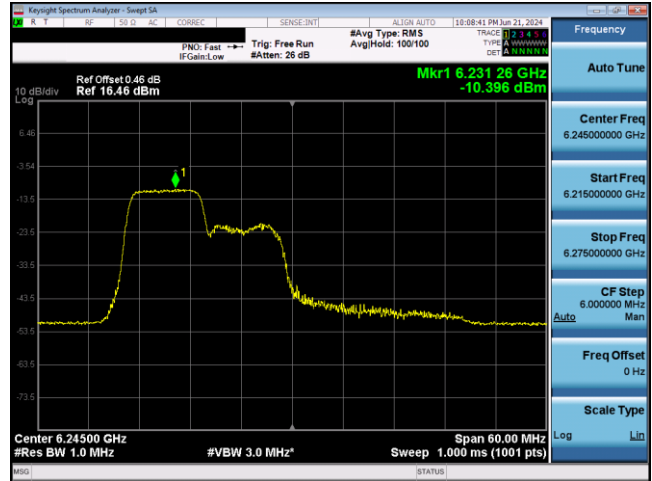 Keysight Spectrum Analyzer - Swept SA
R T RF 50 Ω AC CORREC SENSE:INT ALIGN AUTO 10:08:41 PM Jun 21, 2024
#Avg Type: RMS TRACE 1 2 3 4 5 6
PNO: Fast Trig: Free Run Avg|Hold: 100/100 TYPE A WWWWW
IFGain:Low #Atten: 26 dB DET A N N N N N
Mkr1 6.231 26 GHz
Ref Offset 0.46 dB
10 dB/div Ref 16.46 dBm -10.396 dBm
Log
6.46
-3.54
1
-13.5
-23.5
-33.5
-43.5
-53.5
-63.5
-73.5
Center 6.24500 GHz Span 60.00 MHz
#Res BW 1.0 MHz #VBW 3.0 MHz* Sweep 1.000 ms (1001 pts)
MSG STATUS
Frequency
Auto Tune
Center Freq
6.245000000 GHz
Start Freq
6.215000000 GHz
Stop Freq
6.275000000 GHz
CF Step
6.000000 MHz
Auto Man
Freq Offset
0 Hz
Scale Type
Log Lin